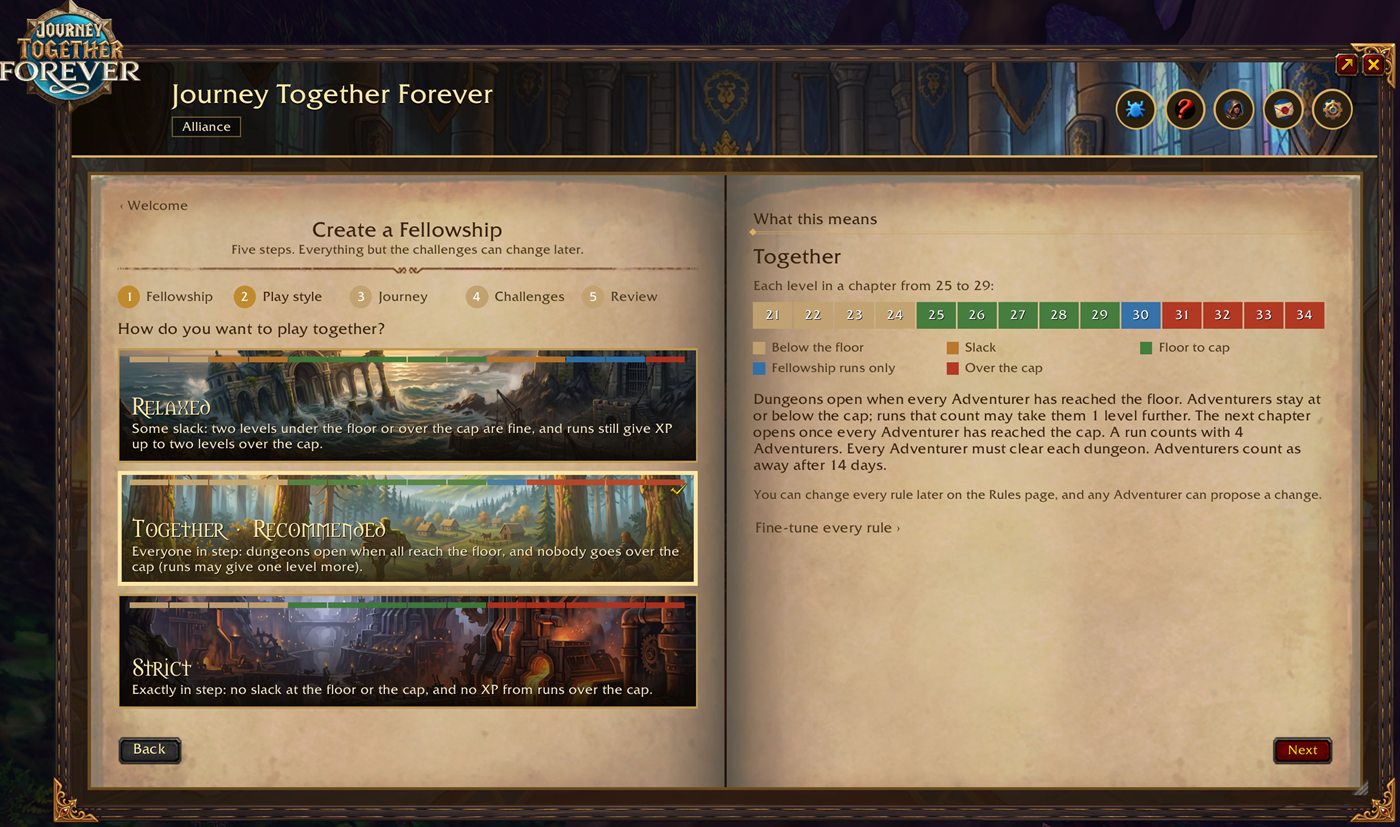 JOURNEY
TOGETHER
FOREVER
Journey Together Forever
Alliance
‹ Welcome
Create a Fellowship
Five steps. Everything but the challenges can change later.
1 Fellowship 2 Play style 3 Journey 4 Challenges 5 Review
How do you want to play together?
Relaxed
Some slack: two levels under the floor or over the cap are fine, and runs still give XP
up to two levels over the cap.
Together · Recommended
Everyone in step: dungeons open when all reach the floor, and nobody goes over the
cap (runs may give one level more).
Strict
Exactly in step: no slack at the floor or the cap, and no XP from runs over the cap.
Back
What this means
Together
Each level in a chapter from 25 to 29:
21 22 23 24 25 26 27 28 29 30 31 32 33 34
Below the floor Slack Floor to cap
Fellowship runs only Over the cap
Dungeons open when every Adventurer has reached the floor. Adventurers stay at
or below the cap; runs that count may take them 1 level further. The next chapter
opens once every Adventurer has reached the cap. A run counts with 4
Adventurers. Every Adventurer must clear each dungeon. Adventurers count as
away after 14 days.
You can change every rule later on the Rules page, and any Adventurer can propose a change.
Fine-tune every rule ›
Next